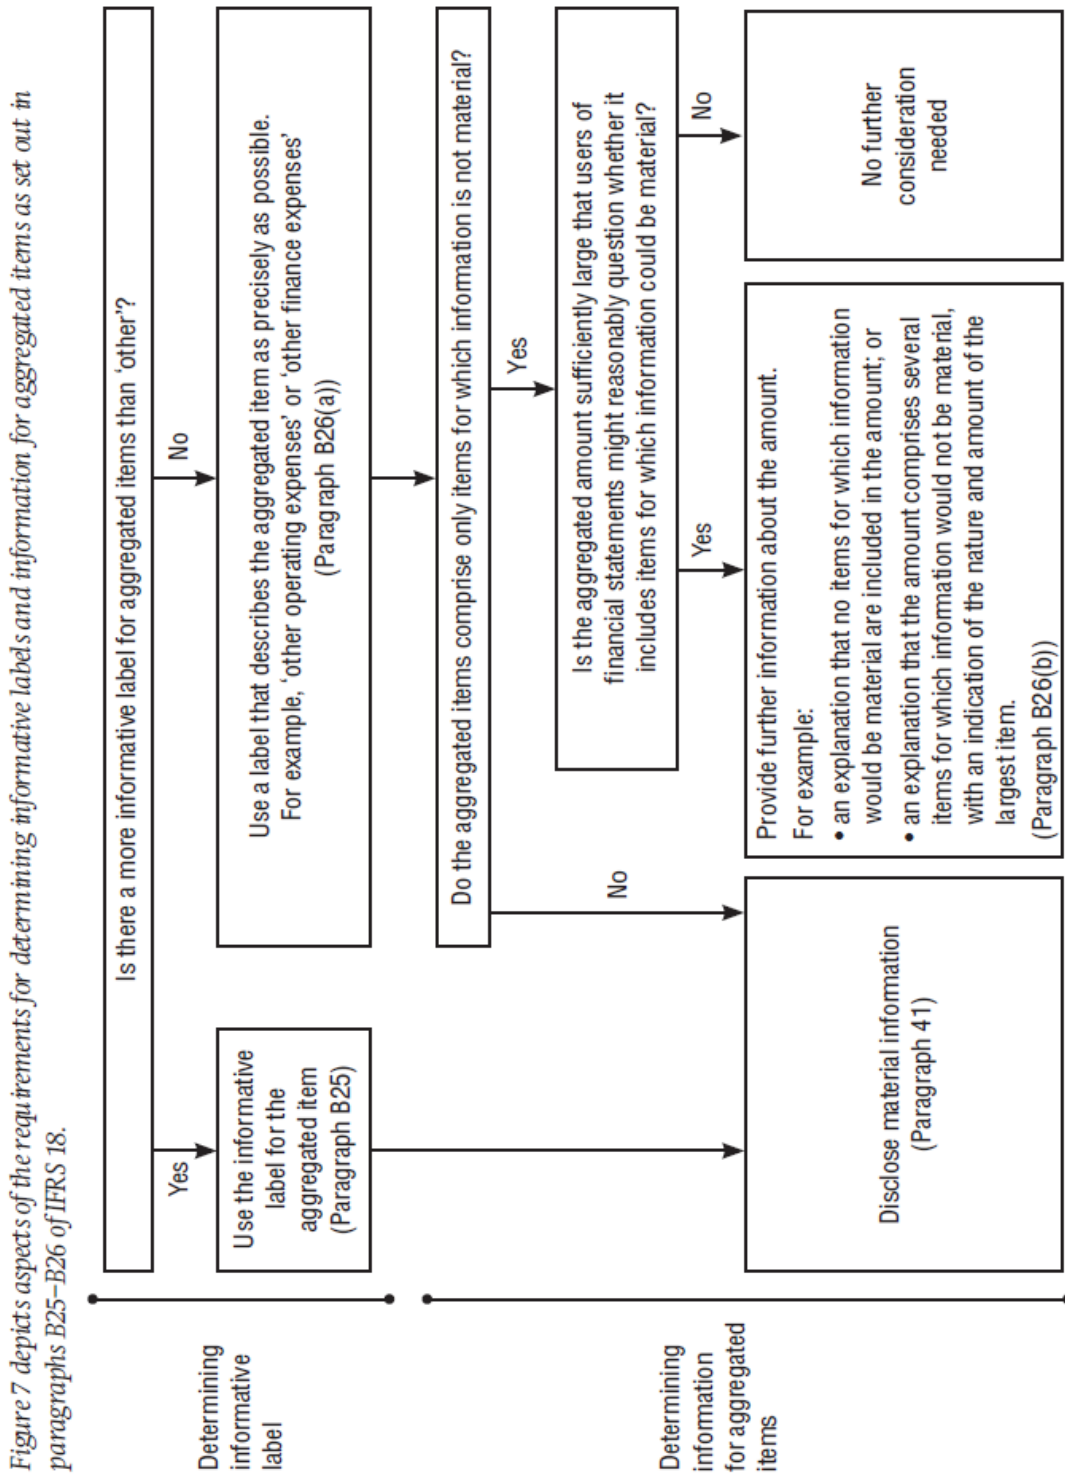 Figure 7 depicts aspects of the requirements for determining informative labels and information for aggregated items as set out in
paragraphs B25–B26 of IFRS 18.
Determining
informative
label
Is there a more informative label for aggregated items than ‘other’?
Yes
No
Use the informative
label for the
aggregated item
(Paragraph B25)
Use a label that describes the aggregated item as precisely as possible.
For example, ‘other operating expenses’ or ‘other finance expenses’
(Paragraph B26(a))
Determining
information
for aggregated
items
Do the aggregated items comprise only items for which information is not material?
No
Yes
Is the aggregated amount sufficiently large that users of
financial statements might reasonably question whether it
includes items for which information could be material?
Yes
No
Disclose material information
(Paragraph 41)
Provide further information about the amount.
For example:
• an explanation that no items for which information
would be material are included in the amount; or
• an explanation that the amount comprises several
items for which information would not be material,
with an indication of the nature and amount of the
largest item.
(Paragraph B26(b))
No further
consideration
needed